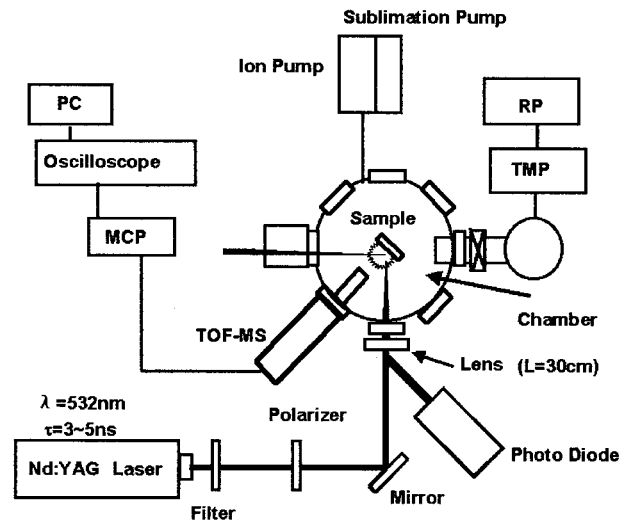 Sublimation Pump
Ion Pump
PC
RP
Oscilloscope
TMP
MCP
Sample
Chamber
TOF-MS
Lens (L=30cm)
λ =532nm
τ=3~5ns
Polarizer
Photo Diode
Nd:YAG Laser
Mirror
Filter